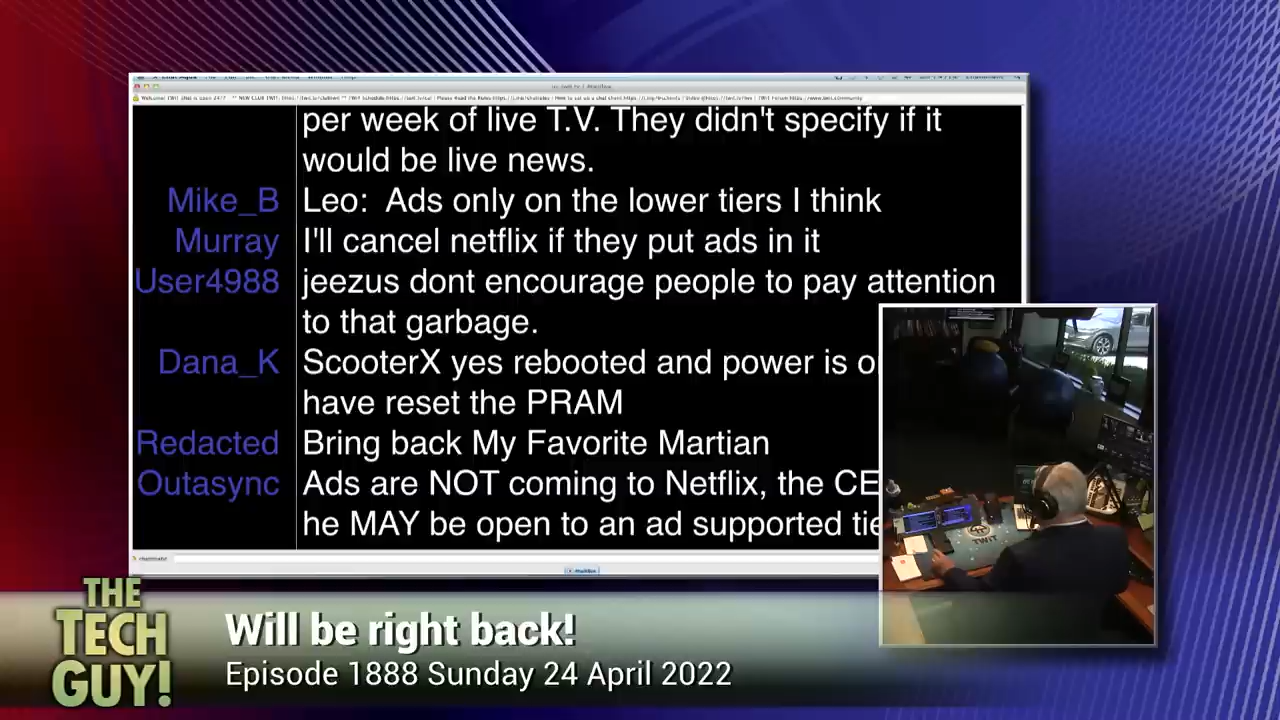 per week of live T.V. They didn't specify if it
would be live news.
Mike_B Leo: Ads only on the lower tiers I think
Murray I'll cancel netflix if they put ads in it
User4988 jeezus dont encourage people to pay attention
to that garbage.
Dana_K ScooterX yes rebooted and power is
have reset the PRAM
Redacted Bring back My Favorite Martian
Outasync Ads are NOT coming to Netflix, the
he MAY be open to an ad supported
TWiT
THE
TECH
GUY!
Will be right back!
Episode 1888 Sunday 24 April 2022